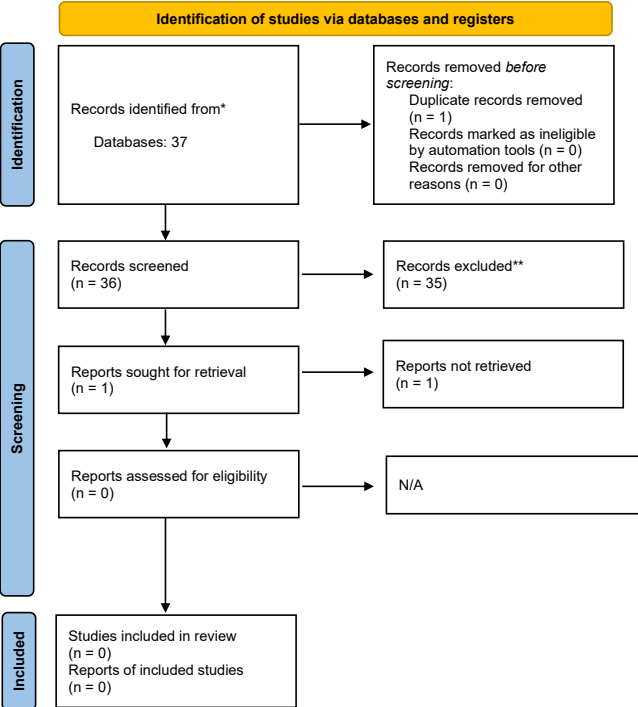 Identification of studies via databases and registers
Identification
Records identified from*
Databases: 37
Records removed before
screening:
Duplicate records removed
(n = 1)
Records marked as ineligible
by automation tools (n = 0)
Records removed for other
reasons (n = 0)
Screening
Records screened
(n = 36)
Records excluded**
(n = 35)
Reports sought for retrieval
(n = 1)
Reports not retrieved
(n = 1)
Reports assessed for eligibility
(n = 0)
N/A
Included
Studies included in review
(n = 0)
Reports of included studies
(n = 0)